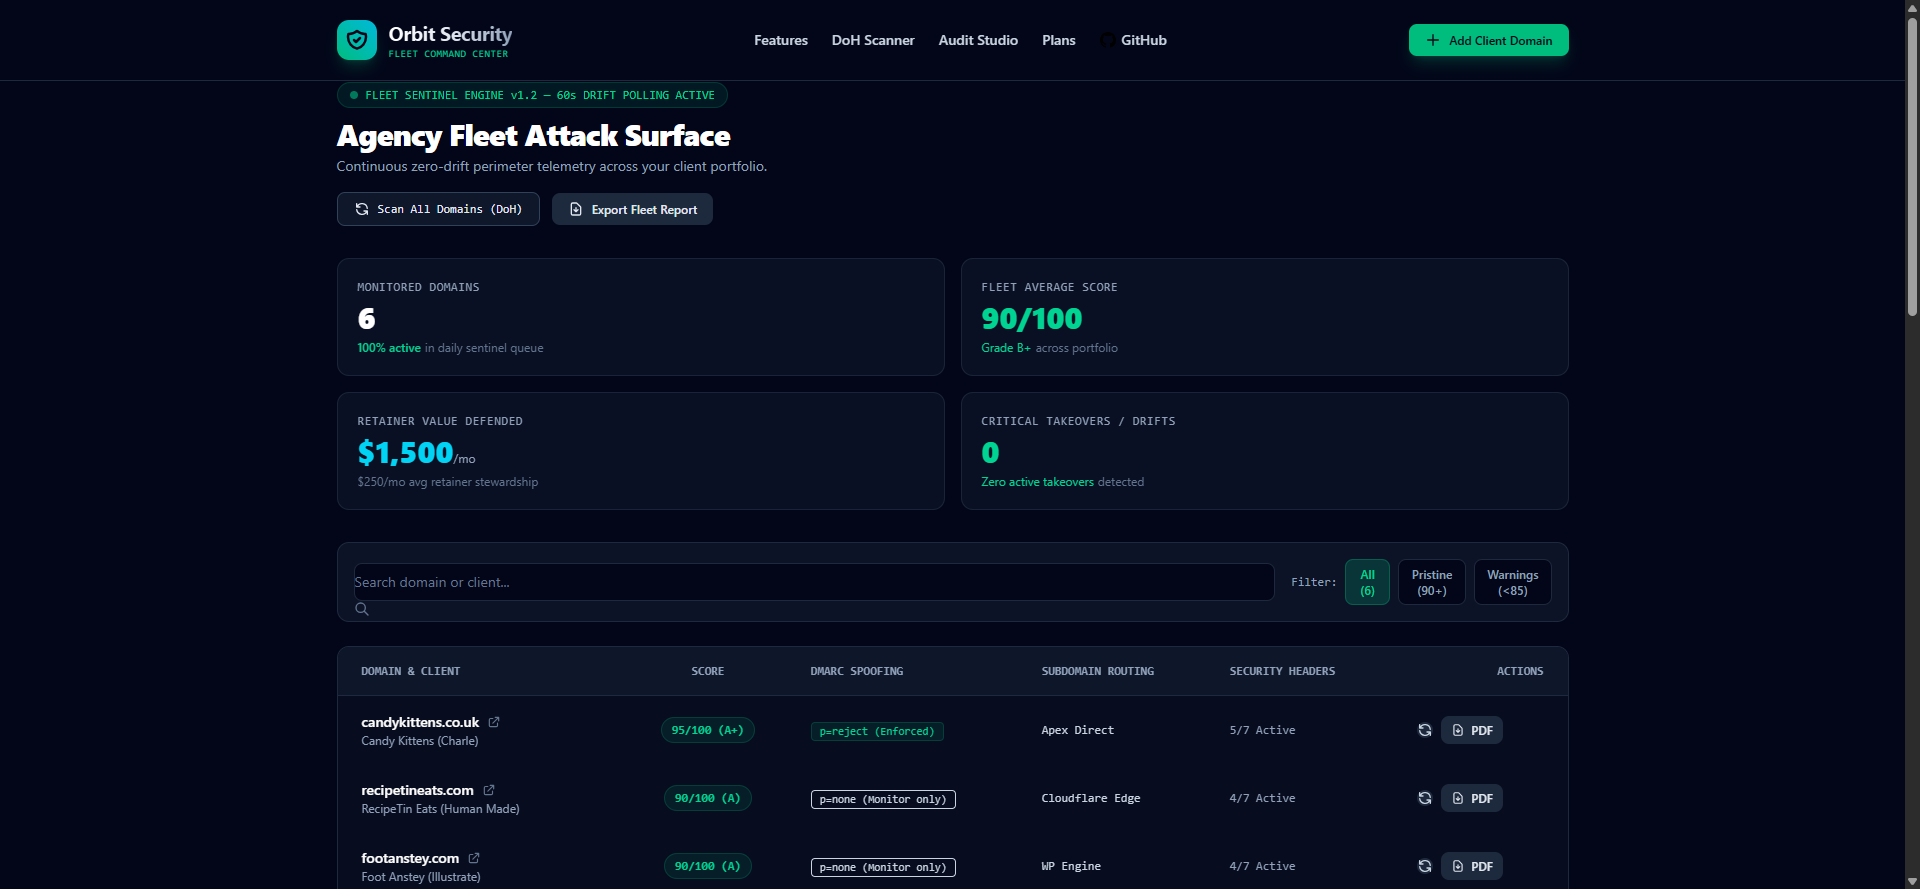 Orbit Security
FLEET COMMAND CENTER
Features
DoH Scanner
Audit Studio
Plans
GitHub
Add Client Domain
FLEET SENTINEL ENGINE v1.2 — 60s DRIFT POLLING ACTIVE
Agency Fleet Attack Surface
Continuous zero-drift perimeter telemetry across your client portfolio.
Scan All Domains (DoH)
Export Fleet Report
MONITORED DOMAINS
6
100% active in daily sentinel queue
FLEET AVERAGE SCORE
90/100
Grade B+ across portfolio
RETAINER VALUE DEFENDED
$1,500/mo
$250/mo avg retainer stewardship
CRITICAL TAKEOVERS / DRIFTS
0
Zero active takeovers detected
Search domain or client...
Filter:
All
(6)
Pristine
(90+)
Warnings
(<85)
DOMAIN & CLIENT
SCORE
DMARC SPOOFING
SUBDOMAIN ROUTING
SECURITY HEADERS
ACTIONS
candykittens.co.uk
Candy Kittens (Charle)
95/100 (A+)
p=reject (Enforced)
Apex Direct
5/7 Active
PDF
recipetineats.com
RecipeTin Eats (Human Made)
90/100 (A)
p=none (Monitor only)
Cloudflare Edge
4/7 Active
PDF
footanstey.com
Foot Anstey (Illustrate)
90/100 (A)
p=none (Monitor only)
WP Engine
4/7 Active
PDF